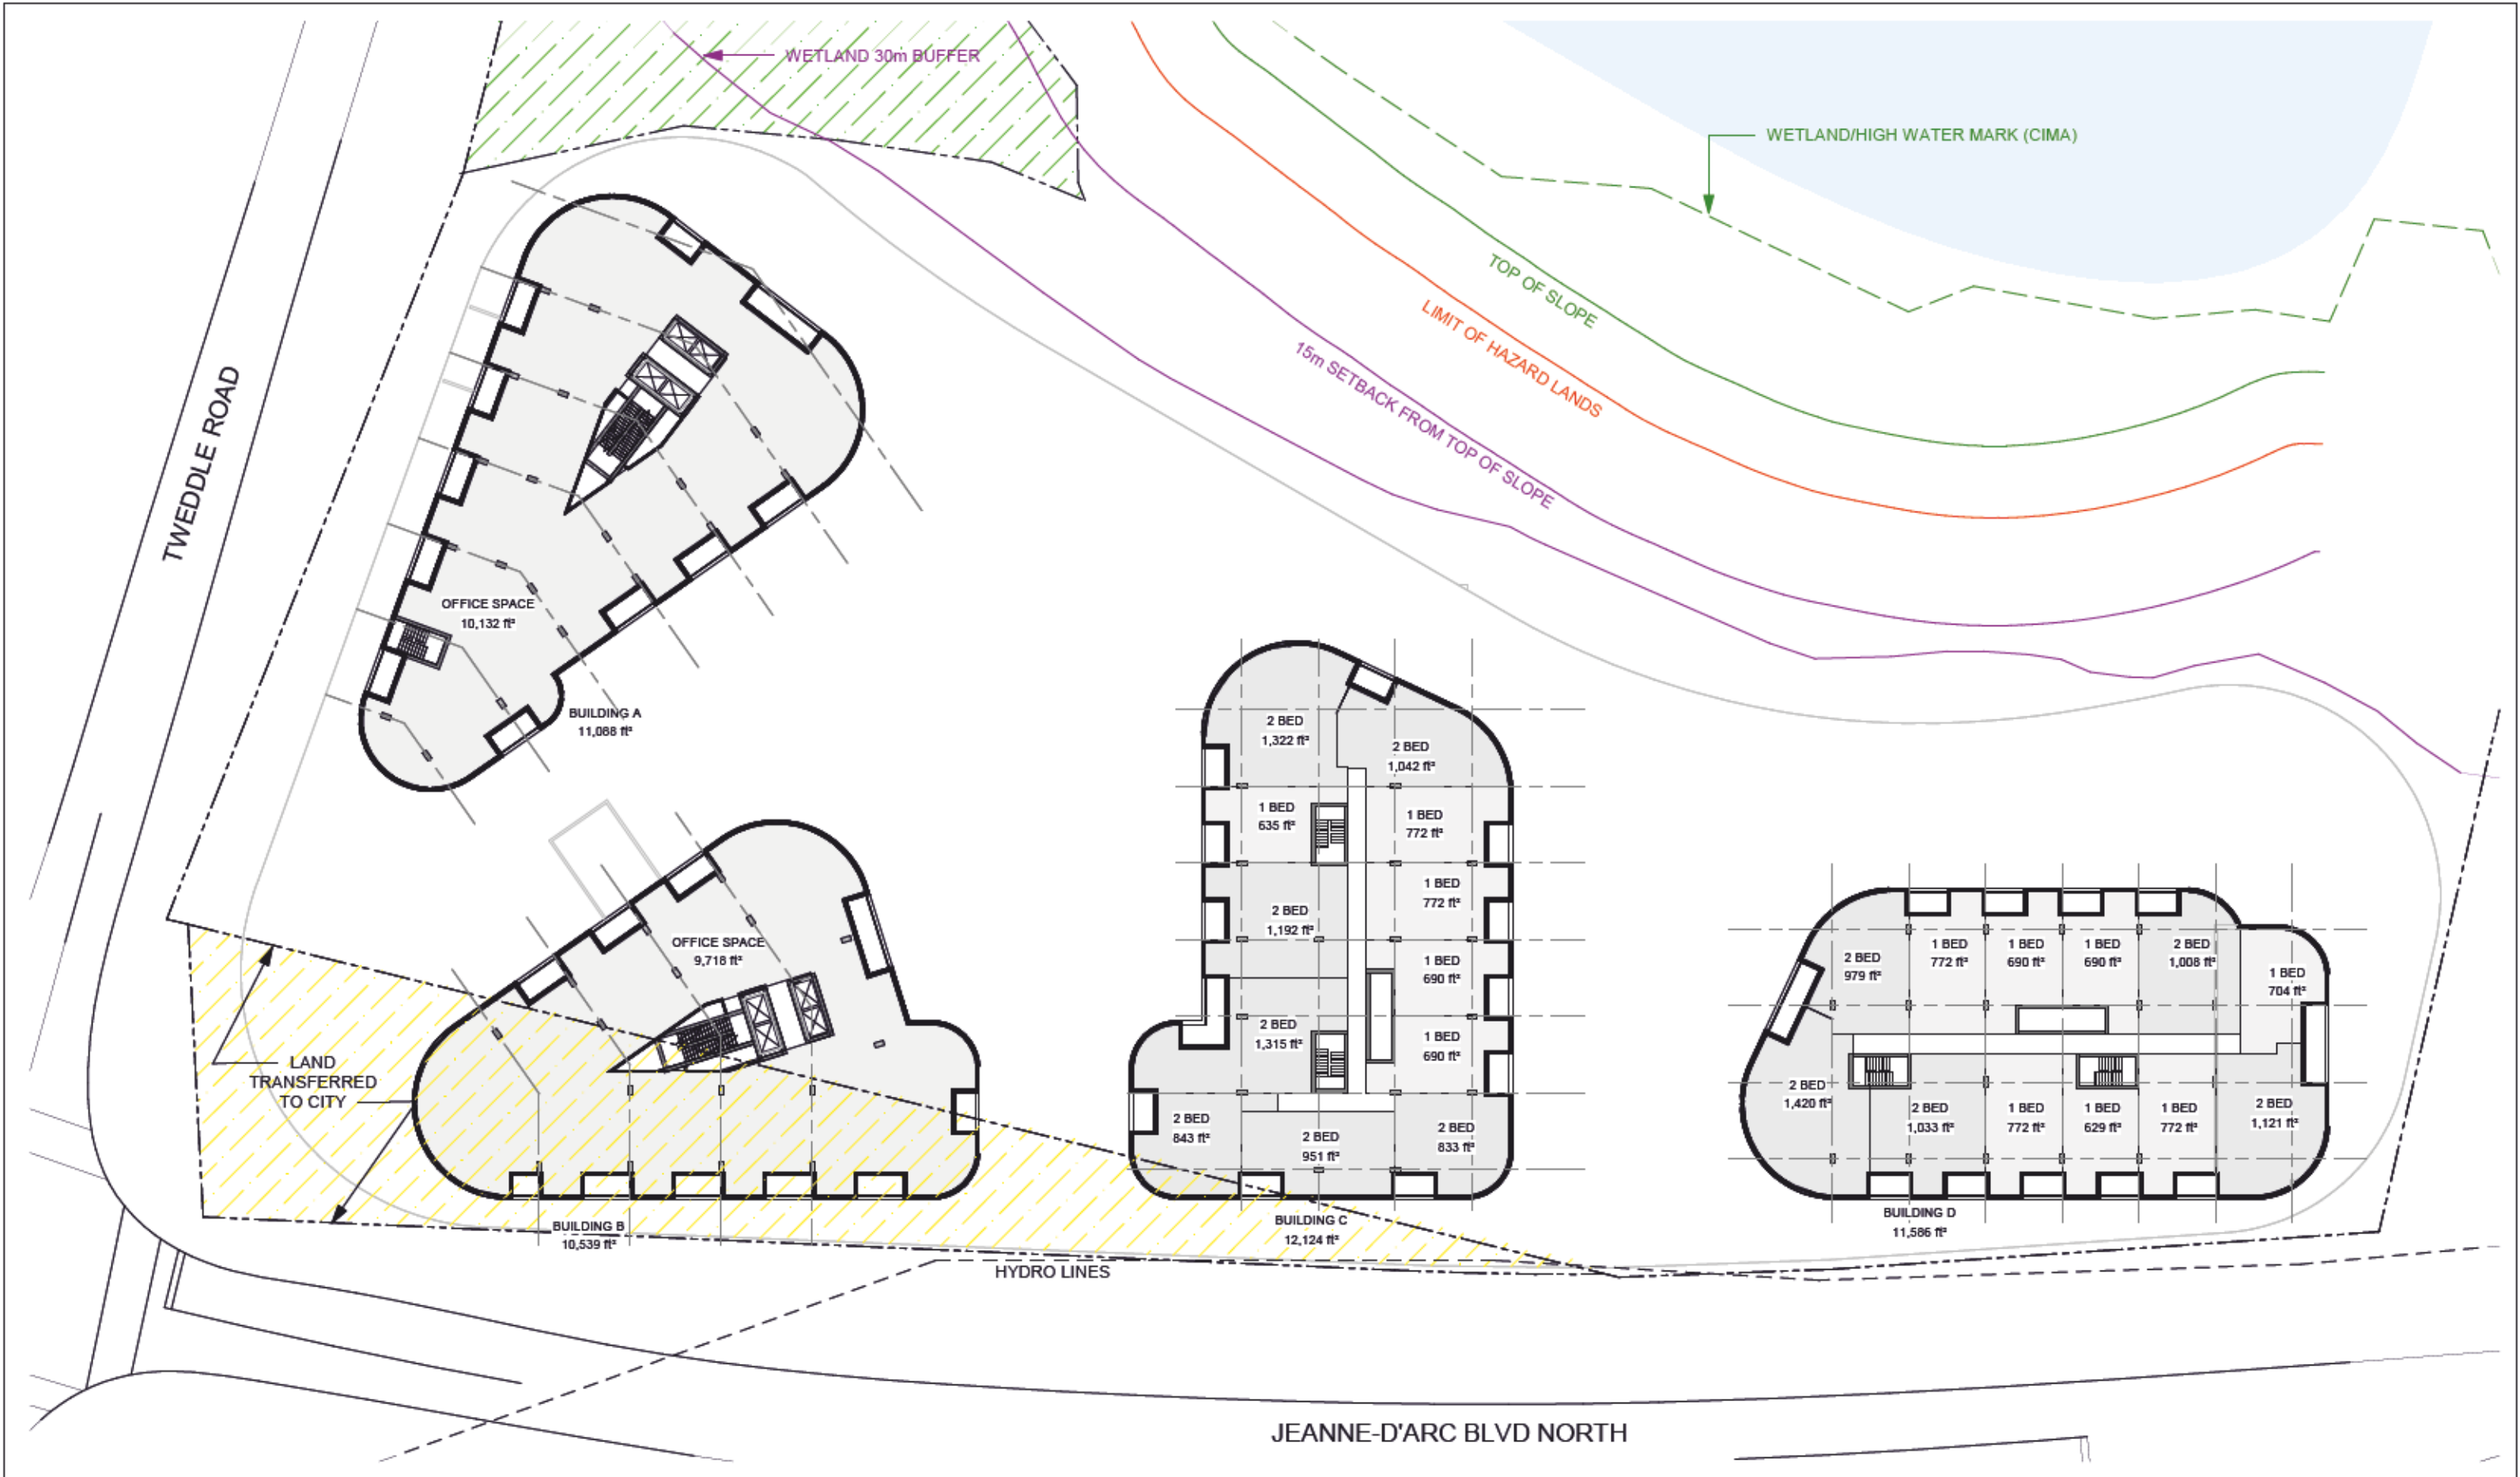 WETLAND 30m BUFFER
WETLAND/HIGH WATER MARK (CIMA)
TOP OF SLOPE
LIMIT OF HAZARD LANDS
15m SETBACK FROM TOP OF SLOPE
TWEDDLE ROAD
OFFICE SPACE
10,132 ft²
BUILDING A
11,068 ft²
OFFICE SPACE
9,718 ft²
LAND
TRANSFERRED
TO CITY
BUILDING B
10,539 ft²
2 BED
1,322 ft²
2 BED
1,042 ft²
1 BED
635 ft²
1 BED
772 ft²
1 BED
772 ft²
2 BED
1,192 ft²
1 BED
690 ft²
2 BED
1,315 ft²
1 BED
690 ft²
2 BED
843 ft²
2 BED
951 ft²
2 BED
833 ft²
BUILDING C
12,124 ft²
2 BED
979 ft²
1 BED
772 ft²
1 BED
690 ft²
1 BED
690 ft²
2 BED
1,008 ft²
1 BED
704 ft²
2 BED
1,420 ft²
2 BED
1,033 ft²
1 BED
772 ft²
1 BED
629 ft²
1 BED
772 ft²
2 BED
1,121 ft²
BUILDING D
11,586 ft²
HYDRO LINES
JEANNE-D'ARC BLVD NORTH